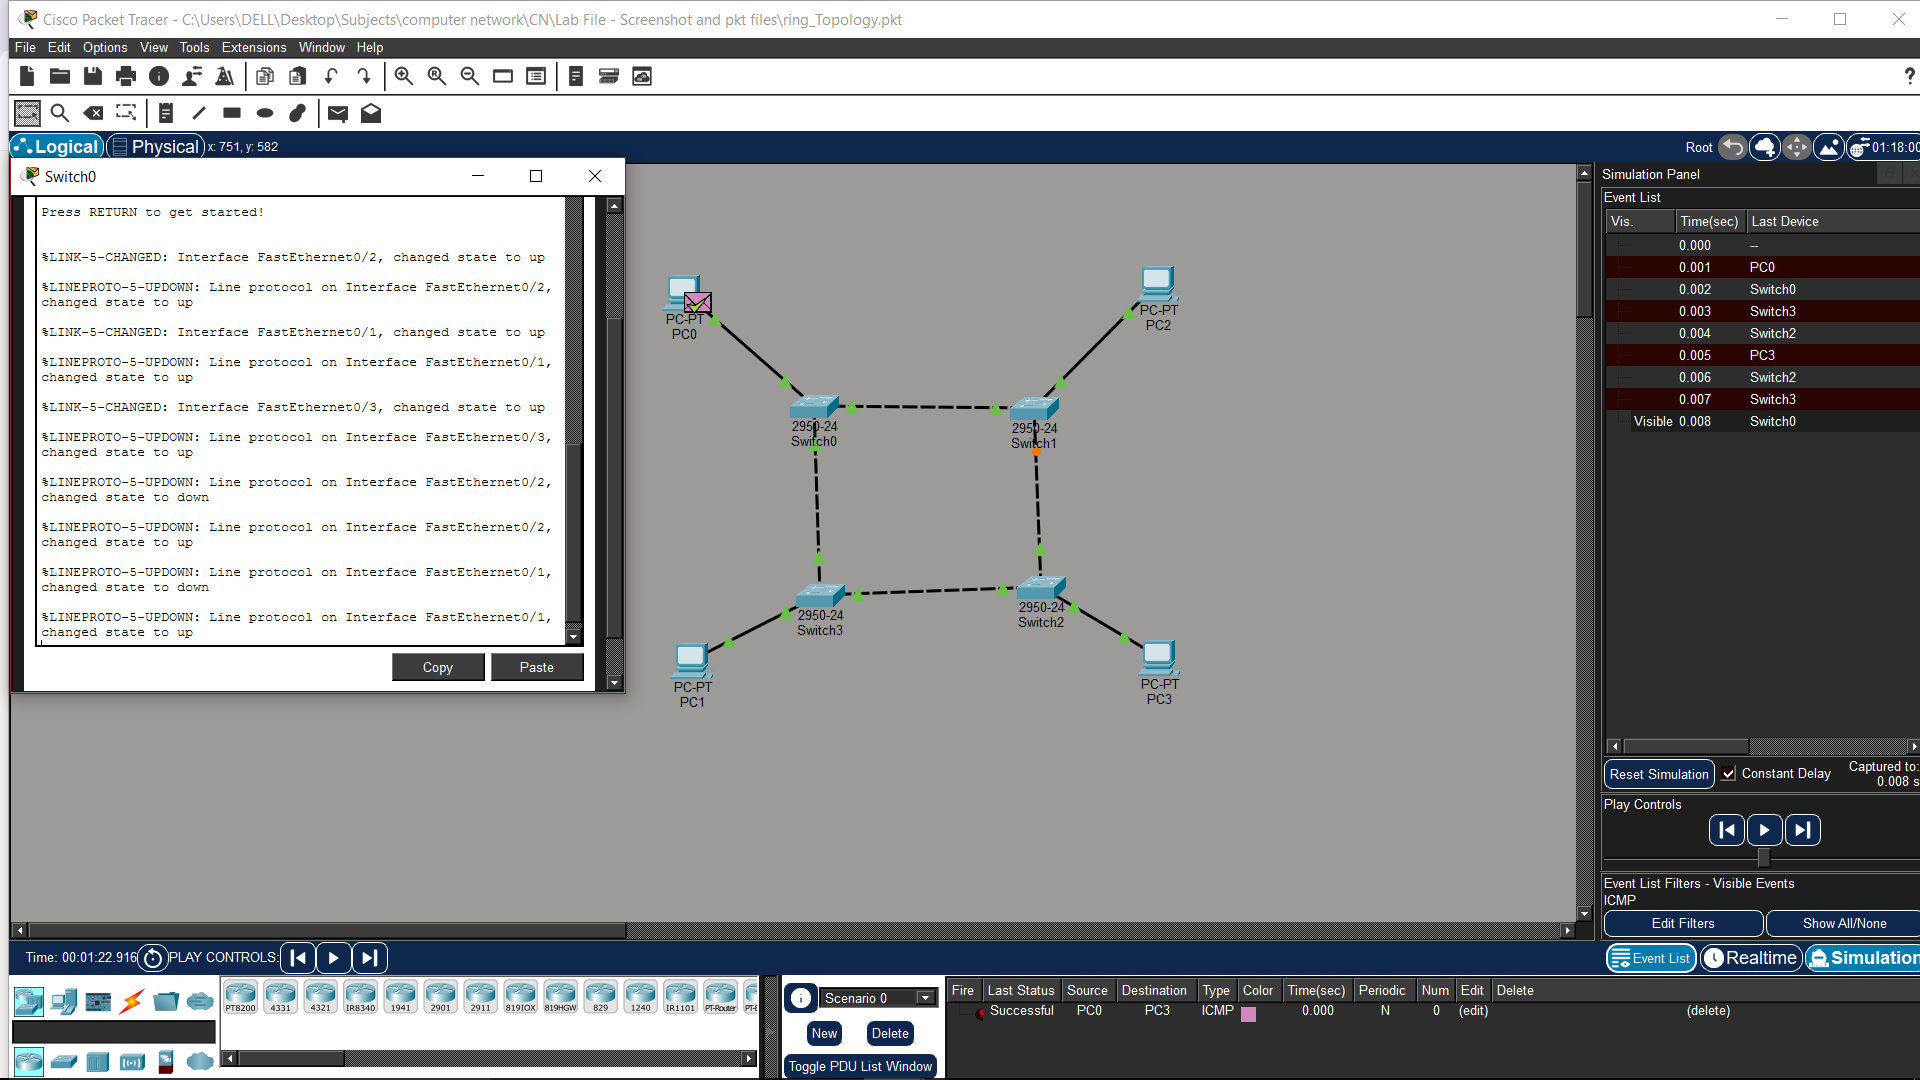 Cisco Packet Tracer - C:\Users\DELL\Desktop\Subjects\computer network\CN\Lab File - Screenshot and pkt files\ring_Topology.pkt
File Edit Options View Tools Extensions Window Help
?
Logical Physical x: 751, y: 582
Root 01:18:00
Switch0
Press RETURN to get started!
%LINK-5-CHANGED: Interface FastEthernet0/2, changed state to up
%LINEPROTO-5-UPDOWN: Line protocol on Interface FastEthernet0/2,
changed state to up
%LINK-5-CHANGED: Interface FastEthernet0/1, changed state to up
%LINEPROTO-5-UPDOWN: Line protocol on Interface FastEthernet0/1,
changed state to up
%LINK-5-CHANGED: Interface FastEthernet0/3, changed state to up
%LINEPROTO-5-UPDOWN: Line protocol on Interface FastEthernet0/3,
changed state to up
%LINEPROTO-5-UPDOWN: Line protocol on Interface FastEthernet0/2,
changed state to down
%LINEPROTO-5-UPDOWN: Line protocol on Interface FastEthernet0/2,
changed state to up
%LINEPROTO-5-UPDOWN: Line protocol on Interface FastEthernet0/1,
changed state to down
%LINEPROTO-5-UPDOWN: Line protocol on Interface FastEthernet0/1,
changed state to up
Copy Paste
PC-PT
PC0
PC-PT
PC2
2950-24
Switch0
2950-24
Switch1
2950-24
Switch3
2950-24
Switch2
PC-PT
PC1
PC-PT
PC3
Simulation Panel
Event List
Vis. Time(sec) Last Device
0.000 --
0.001 PC0
0.002 Switch0
0.003 Switch3
0.004 Switch2
0.005 PC3
0.006 Switch2
0.007 Switch3
Visible 0.008 Switch0
Reset Simulation Constant Delay Captured to:
0.008 s
Play Controls
Event List Filters - Visible Events
ICMP
Edit Filters Show All/None
Time: 00:01:22.916 PLAY CONTROLS:
Event List Realtime Simulation
PT8200 4331 4321 IR8340 1941 2901 2911 819IOX 819HGW 829 1240 IR1101 PT-Router
Scenario 0
New Delete
Toggle PDU List Window
Fire Last Status Source Destination Type Color Time(sec) Periodic Num Edit Delete
Successful PC0 PC3 ICMP 0.000 N 0 (edit) (delete)